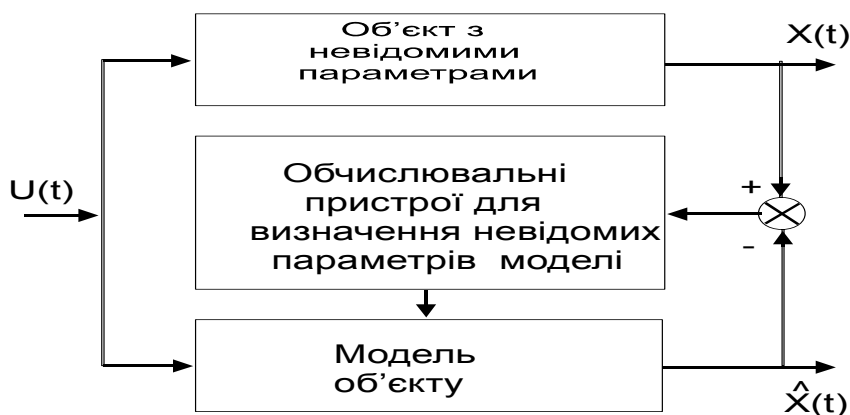 Об’єкт з
невідомими
параметрами
X(t)
Обчислювальні
пристрої для
визначення невідомих
параметрів моделі
U(t)
+
-
Модель
об’єкту
X̂(t)